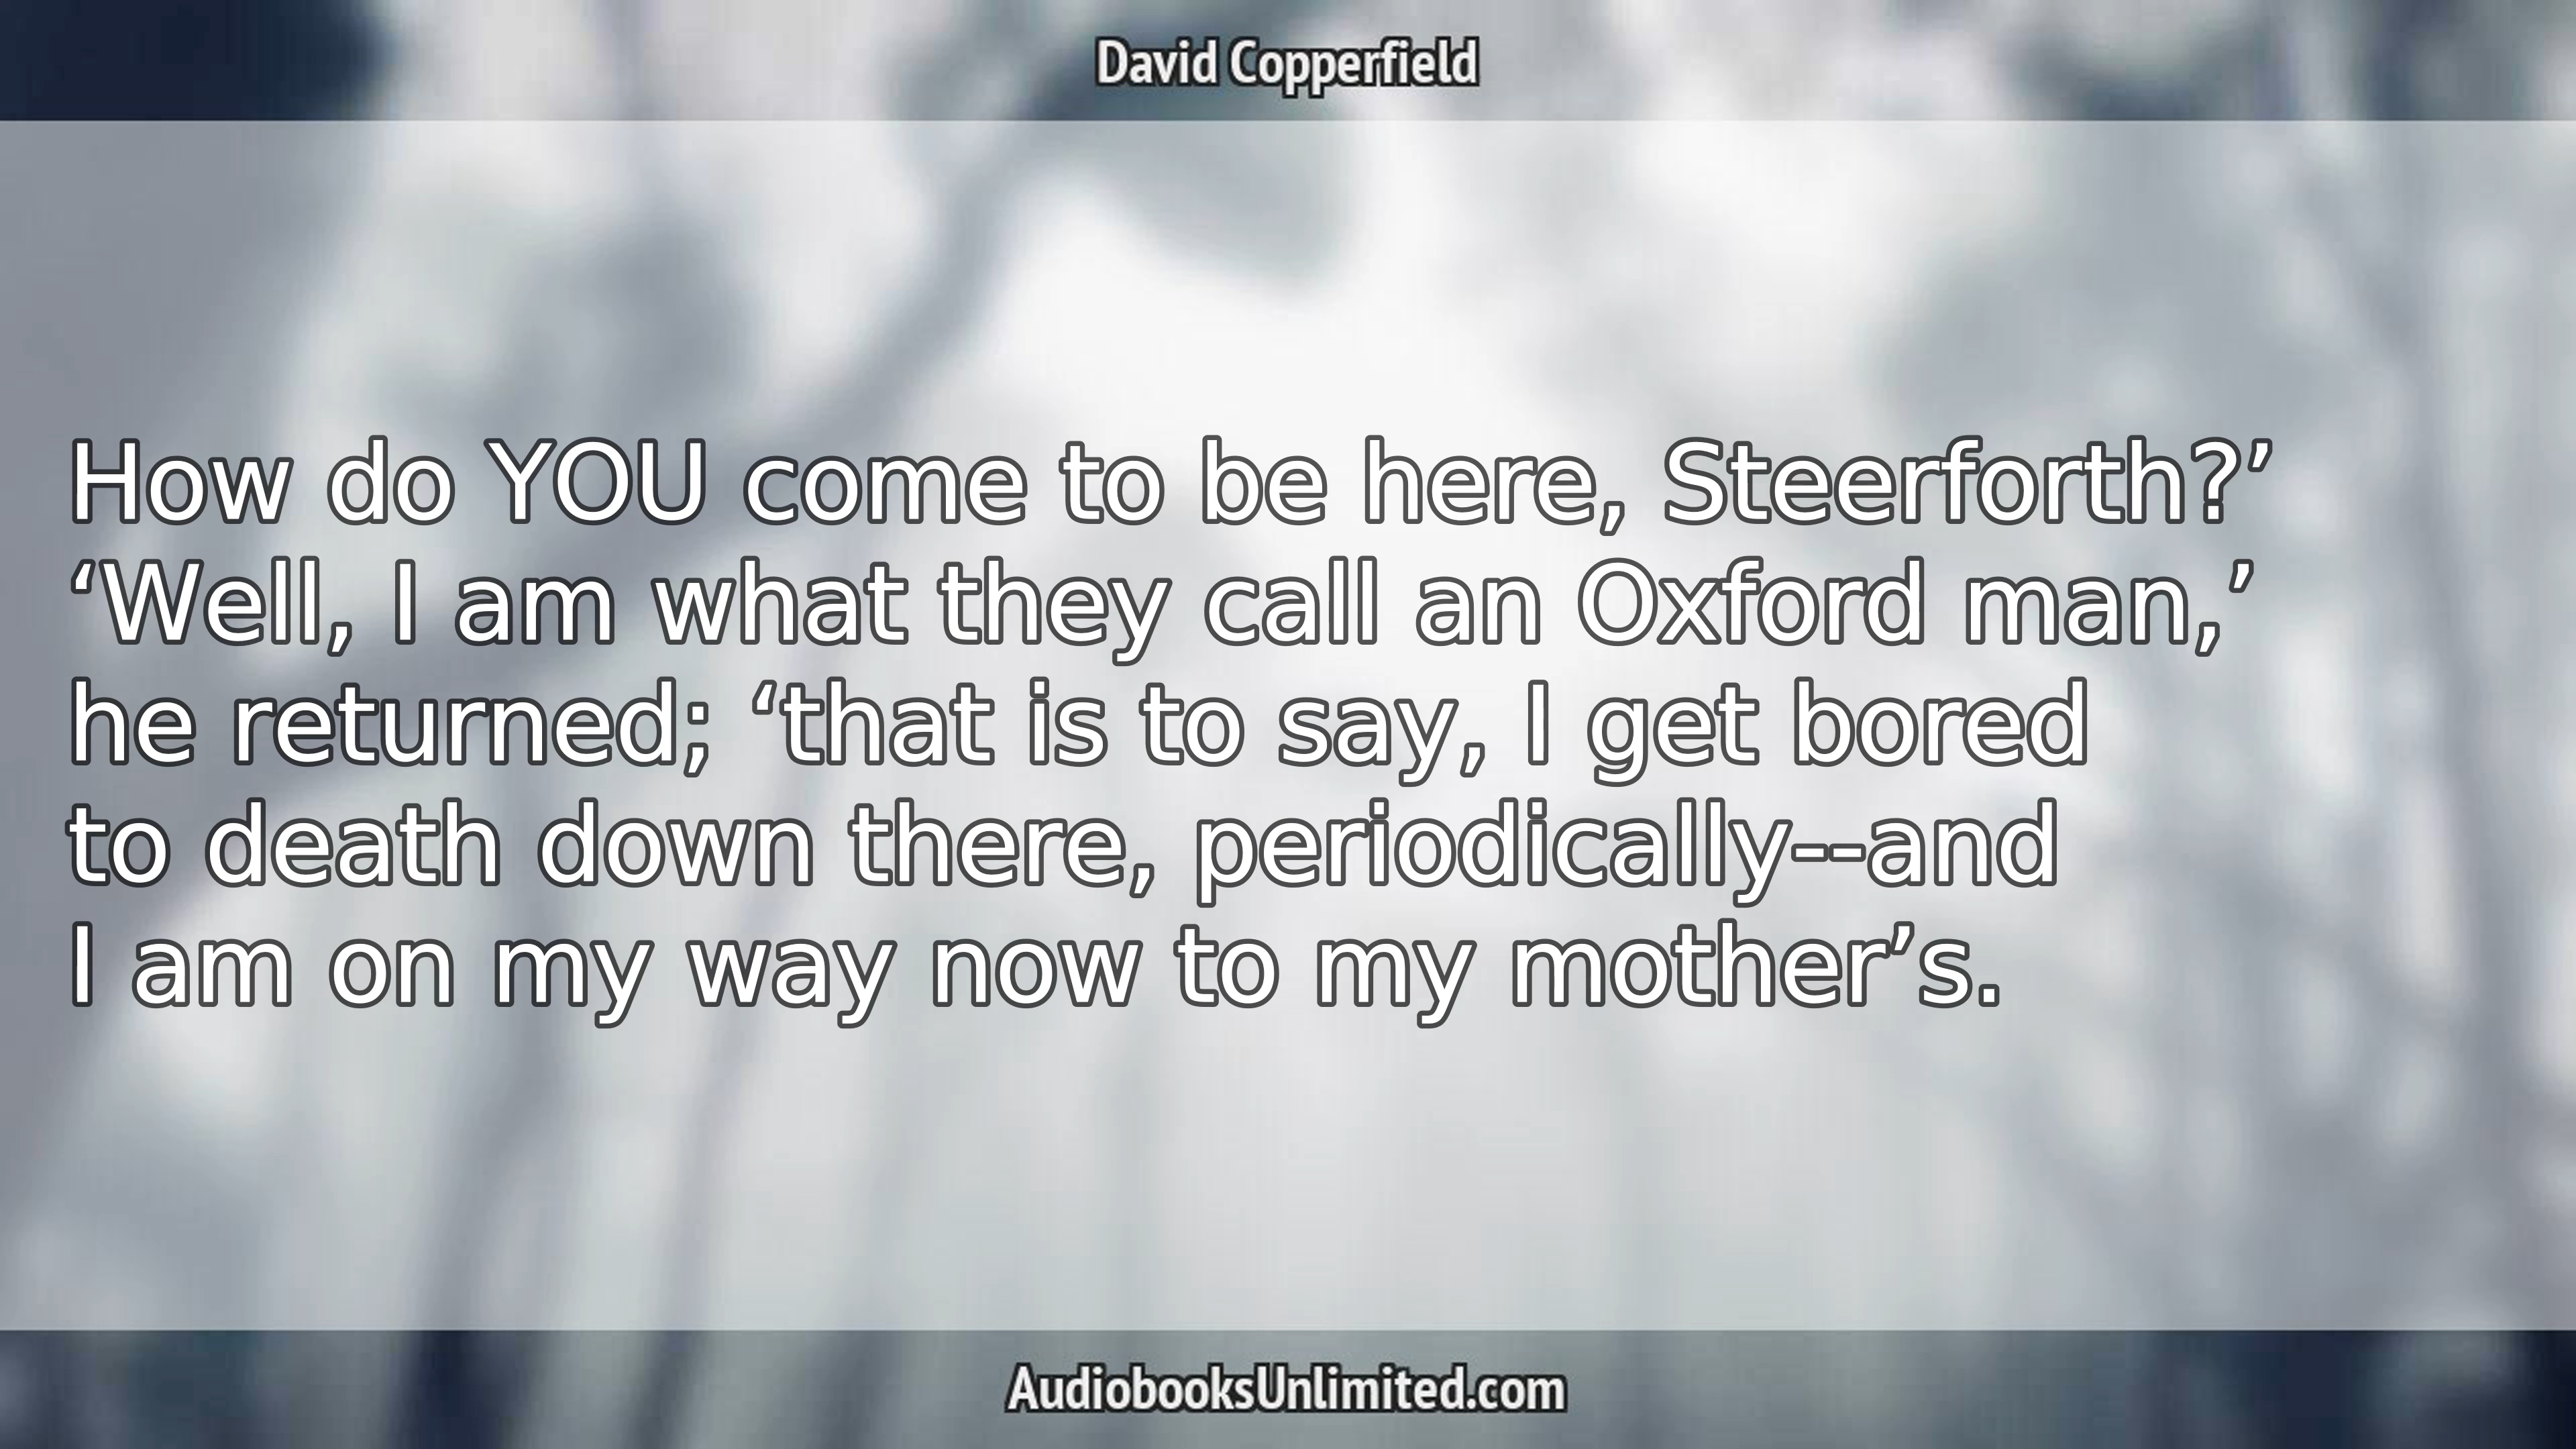 David Copperfield
How do YOU come to be here, Steerforth?’
‘Well, I am what they call an Oxford man,’
he returned; ‘that is to say, I get bored
to death down there, periodically--and
I am on my way now to my mother’s.
AudiobooksUnlimited.com